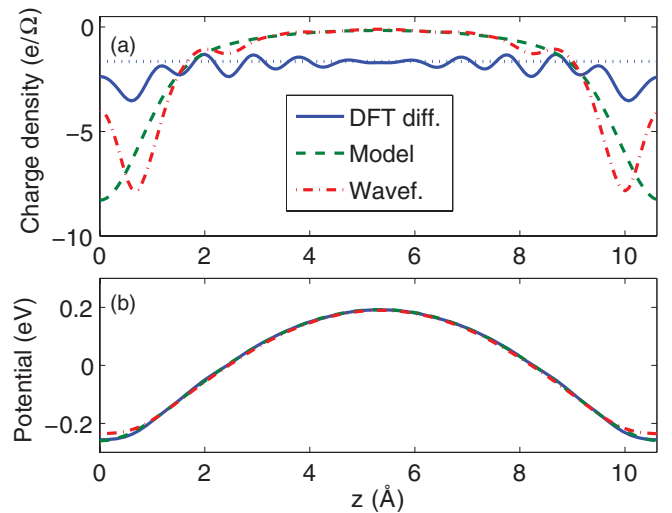 (a)
Charge density (e/Ω)
0
−5
−10
DFT diff.
Model
Wavef.
0 2 4 6 8 10
(b)
Potential (eV)
0.2
0
−0.2
0 2 4 6 8 10
z (Å)